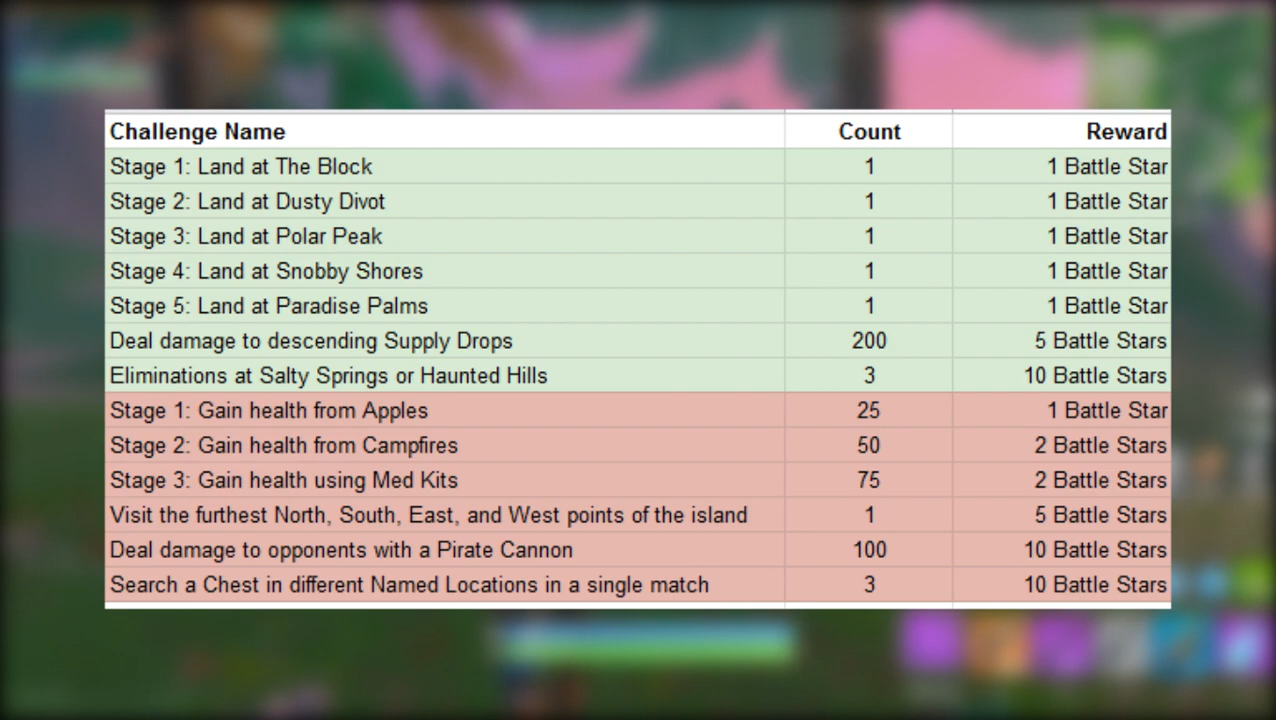 Challenge Name Count Reward
Stage 1: Land at The Block 1 1 Battle Star
Stage 2: Land at Dusty Divot 1 1 Battle Star
Stage 3: Land at Polar Peak 1 1 Battle Star
Stage 4: Land at Snobby Shores 1 1 Battle Star
Stage 5: Land at Paradise Palms 1 1 Battle Star
Deal damage to descending Supply Drops 200 5 Battle Stars
Eliminations at Salty Springs or Haunted Hills 3 10 Battle Stars
Stage 1: Gain health from Apples 25 1 Battle Star
Stage 2: Gain health from Campfires 50 2 Battle Stars
Stage 3: Gain health using Med Kits 75 2 Battle Stars
Visit the furthest North, South, East, and West points of the island 1 5 Battle Stars
Deal damage to opponents with a Pirate Cannon 100 10 Battle Stars
Search a Chest in different Named Locations in a single match 3 10 Battle Stars